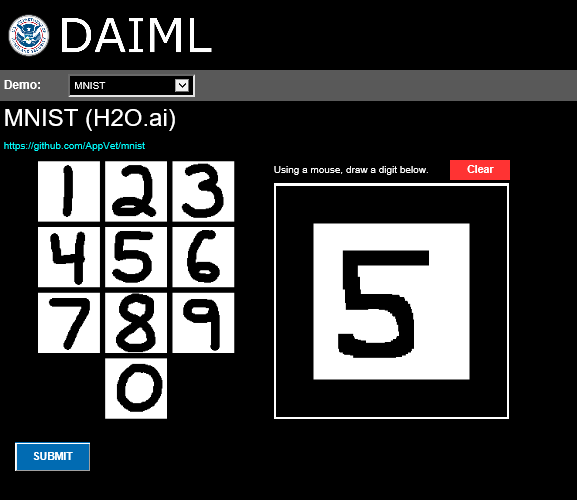 DAIML
Demo:
MNIST
MNIST (H2O.ai)
https://github.com/AppVet/mnist
Using a mouse, draw a digit below.
Clear
1 2 3
4 5 6
7 8 9
0
5
SUBMIT